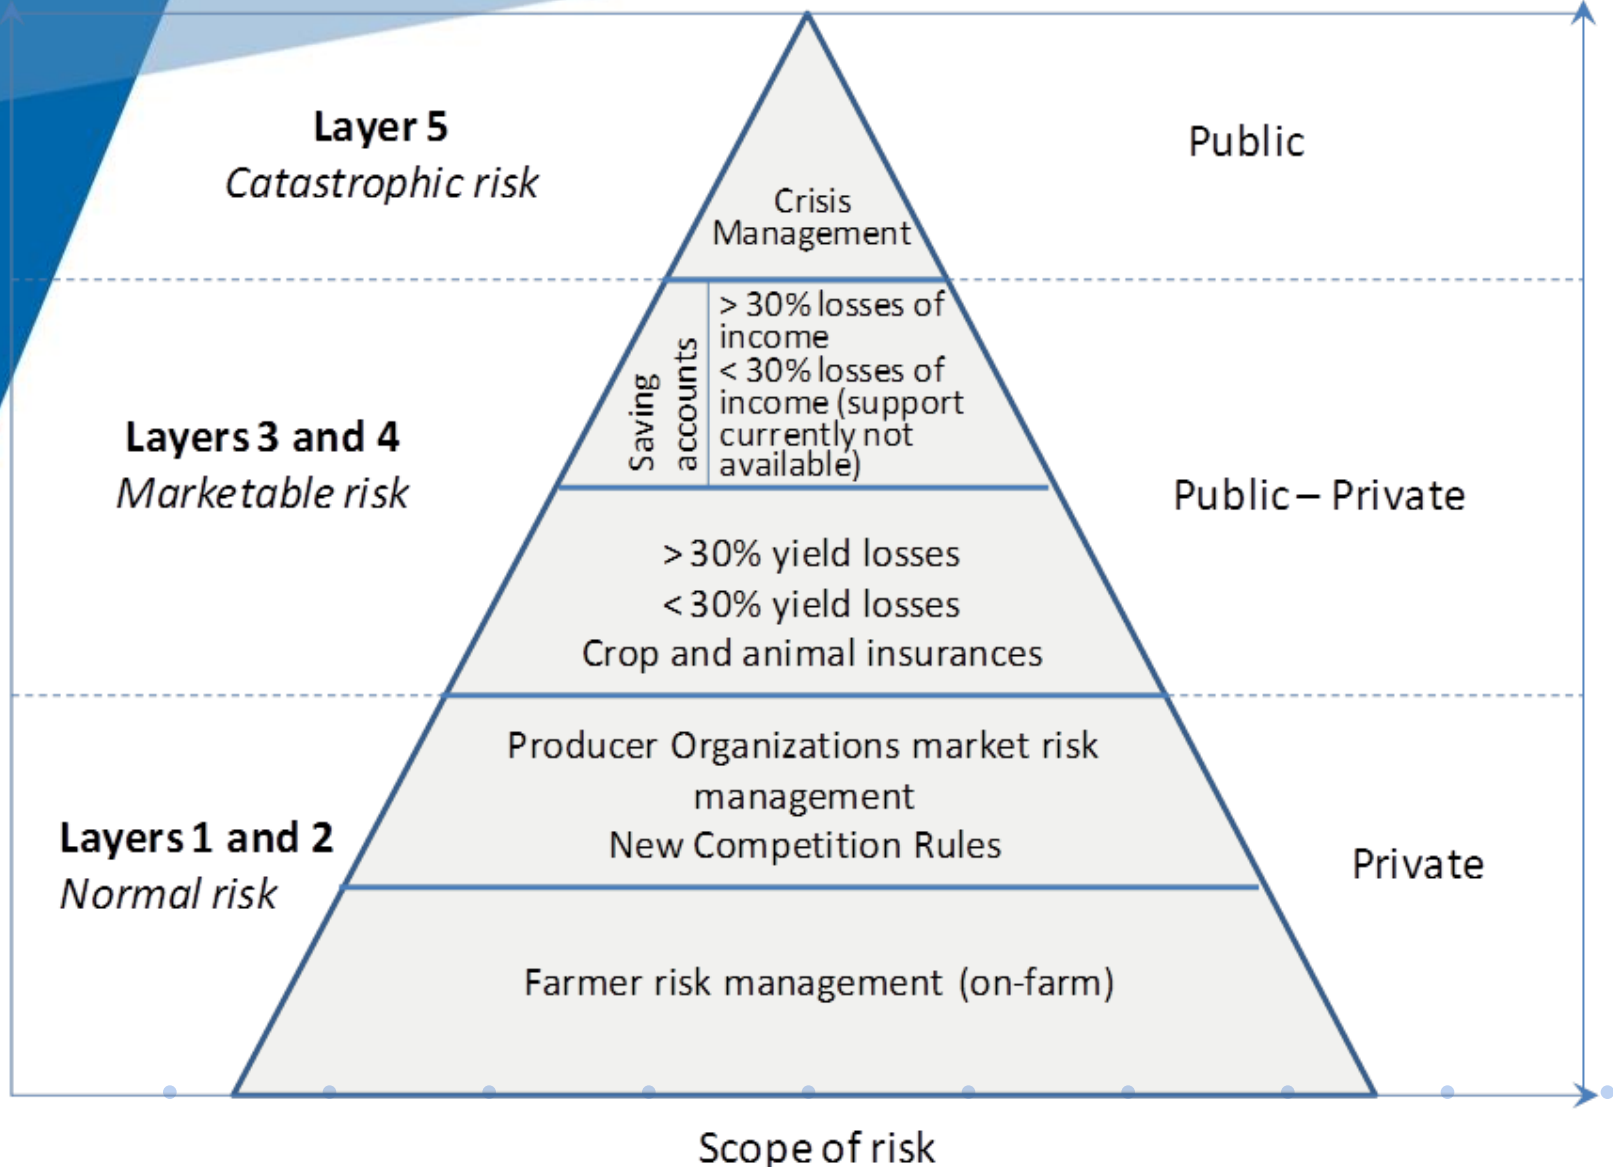 Layer 5
Catastrophic risk
Public
Crisis
Management
Saving
accounts
> 30% losses of
income
< 30% losses of
income (support
currently not
available)
Layers 3 and 4
Marketable risk
Public – Private
> 30% yield losses
< 30% yield losses
Crop and animal insurances
Producer Organizations market risk
management
New Competition Rules
Layers 1 and 2
Normal risk
Private
Farmer risk management (on-farm)
Scope of risk